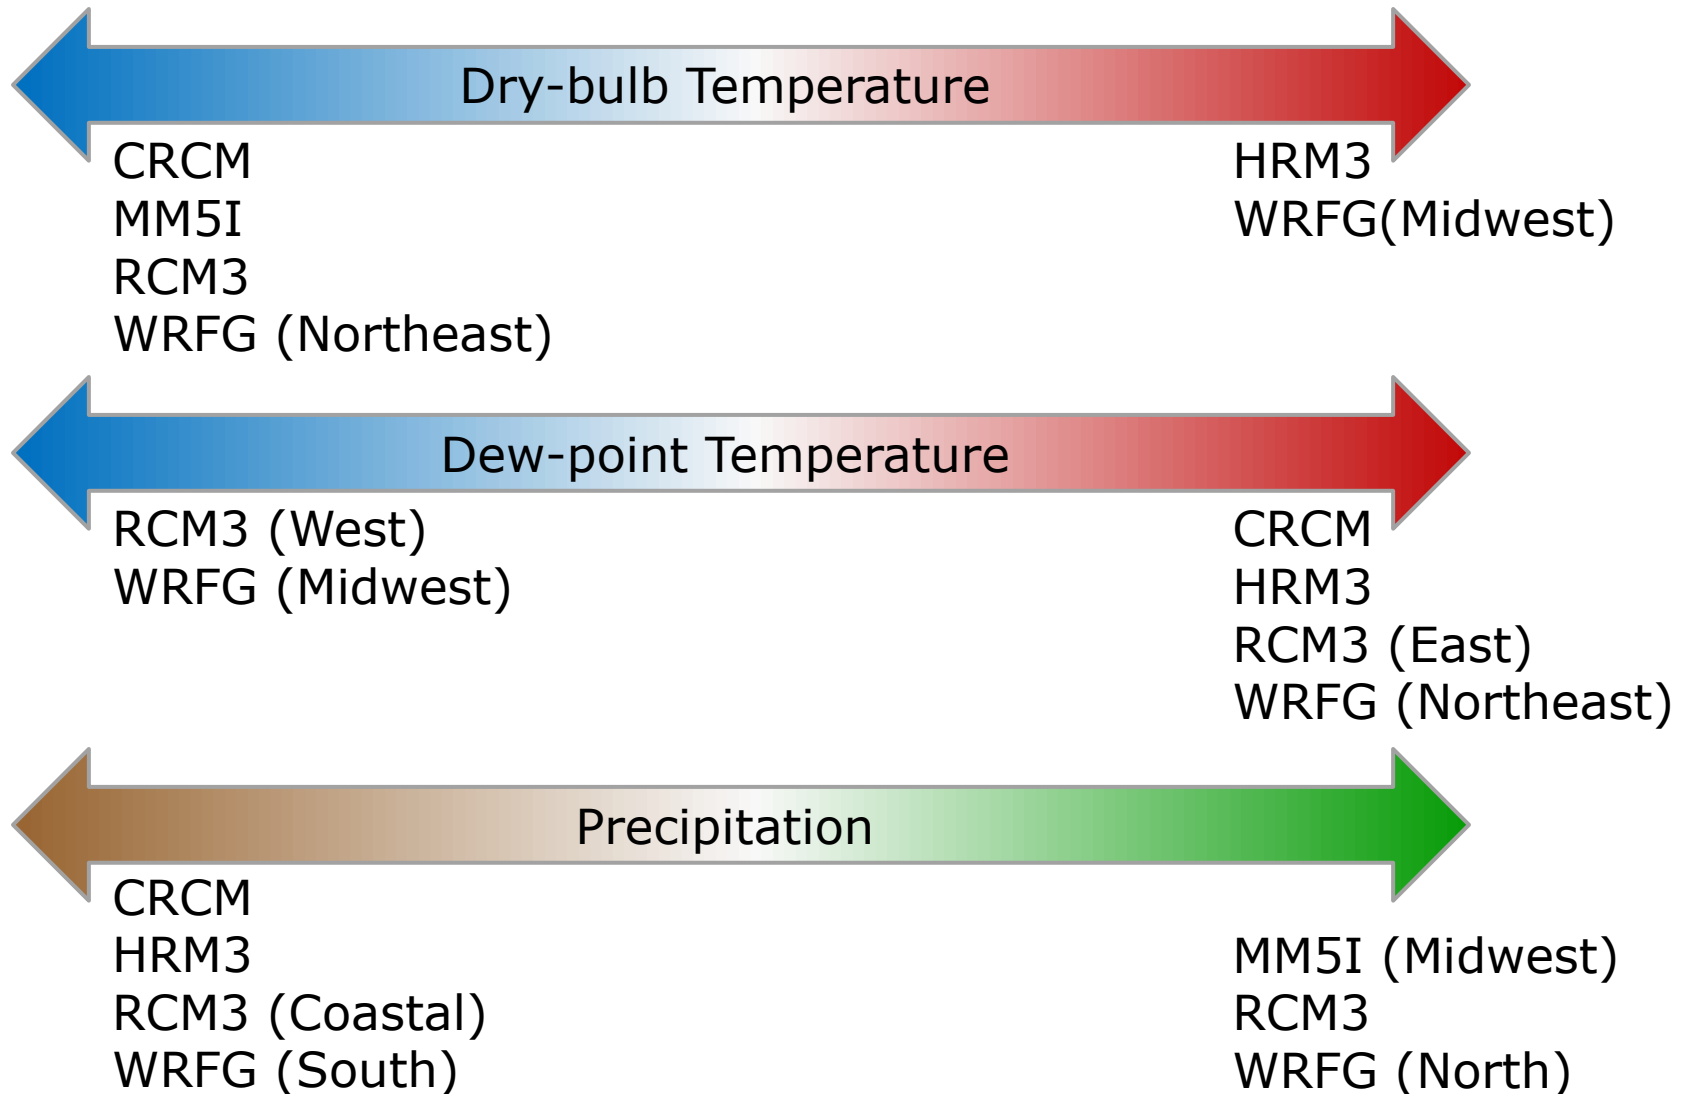 Dry-bulb Temperature
CRCM
MM5I
RCM3
WRFG (Northeast)
HRM3
WRFG(Midwest)
Dew-point Temperature
RCM3 (West)
WRFG (Midwest)
CRCM
HRM3
RCM3 (East)
WRFG (Northeast)
Precipitation
CRCM
HRM3
RCM3 (Coastal)
WRFG (South)
MM5I (Midwest)
RCM3
WRFG (North)